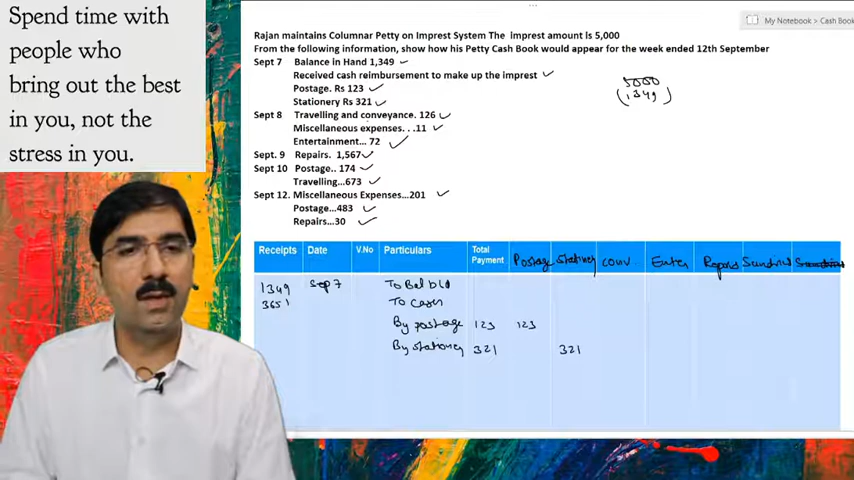 Spend time with
people who
bring out the best
in you, not the
stress in you.
My Notebook > Cash Book
Rajan maintains Columnar Petty on Imprest System The imprest amount is 5,000
From the following information, show how his Petty Cash Book would appear for the week ended 12th September
Sept 7 Balance in Hand 1,349
Received cash reimbursement to make up the imprest
Postage. Rs 123
Stationery Rs 321
Sept 8 Travelling and conveyance. 126
Miscellaneous expenses. . .11
Entertainment... 72
Sept. 9 Repairs. 1,567
Sept 10 Postage.. 174
Travelling...673
Sept 12. Miscellaneous Expenses...201
Postage...483
Repairs...30
5000
(1349)
Receipts Date V.No Particulars Total Payment Postage Stationery conv Enter Repairs Sundries
1349 Sep 7 To Bal b/d
3651 To Cash
By postage 123 123
By stationery 321 321